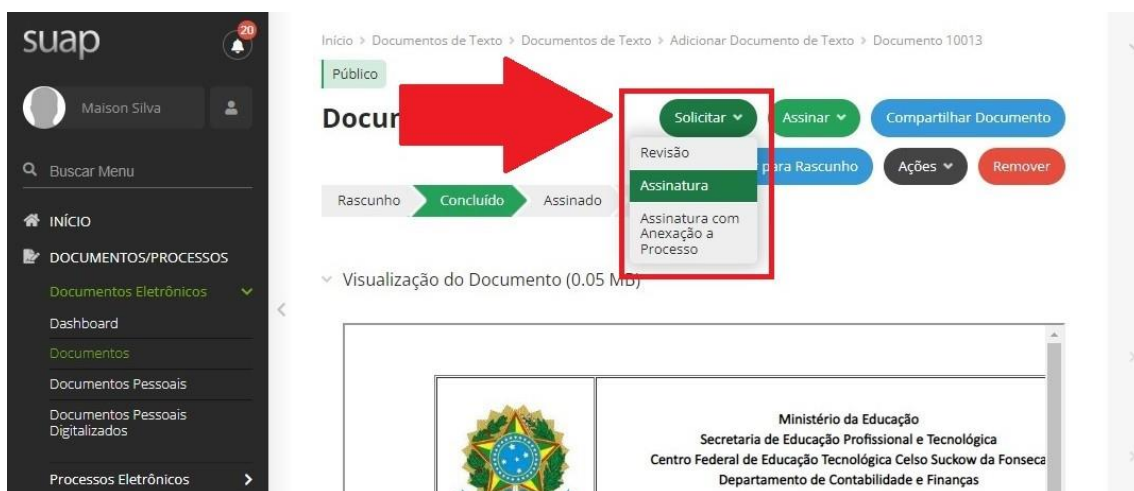 suap
20
Maison Silva
Buscar Menu
INÍCIO
DOCUMENTOS/PROCESSOS
Documentos Eletrônicos
Dashboard
Documentos
Documentos Pessoais
Documentos Pessoais
Digitalizados
Processos Eletrônicos
Início > Documentos de Texto > Documentos de Texto > Adicionar Documento de Texto > Documento 10013
Público
Solicitar
Assinar
Compartilhar Documento
Revisão
Assinatura
Assinatura com
Anexação a
Processo
para Rascunho
Ações
Remover
Rascunho
Concluído
Assinado
Visualização do Documento (0.05 MB)
Ministério da Educação
Secretaria de Educação Profissional e Tecnológica
Centro Federal de Educação Tecnológica Celso Suckow da Fonseca
Departamento de Contabilidade e Finanças